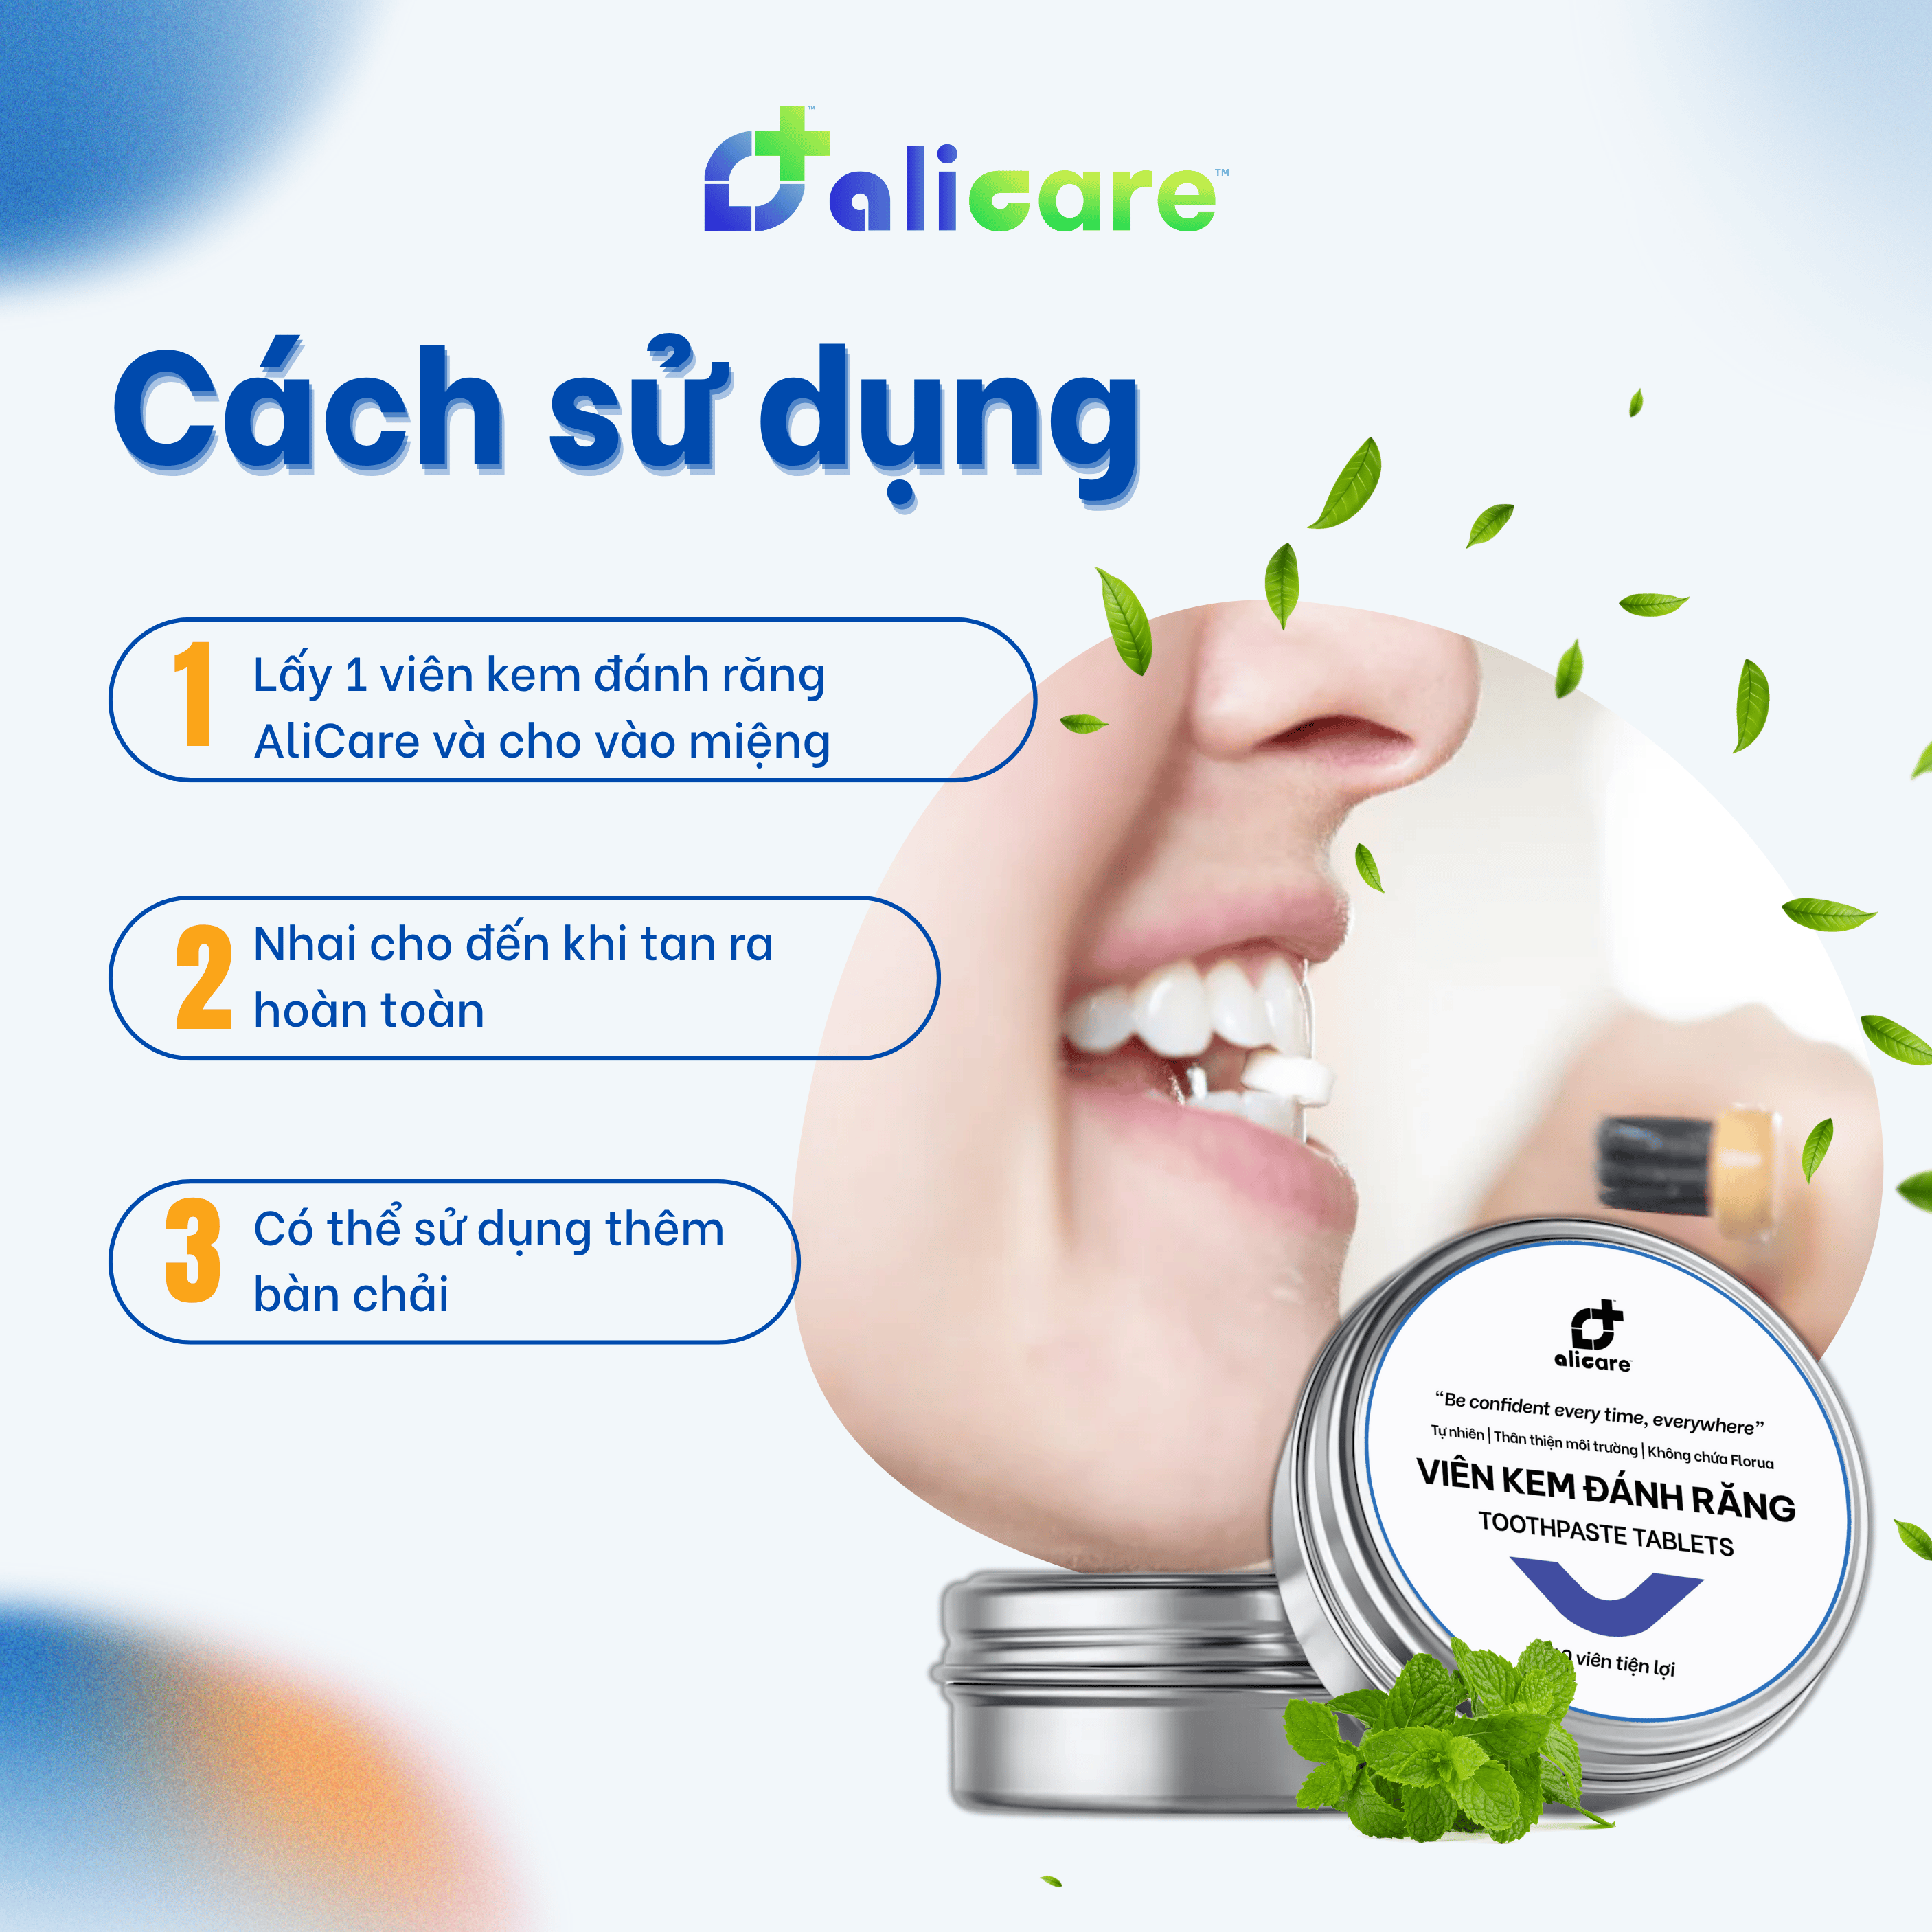 alicare™
Cách sử dụng
1 Lấy 1 viên kem đánh răng
AliCare và cho vào miệng
2 Nhai cho đến khi tan ra
hoàn toàn
3 Có thể sử dụng thêm
bàn chải
alicare
“Be confident every time, everywhere”
Tự nhiên | Thân thiện môi trường | Không chứa Florua
VIÊN KEM ĐÁNH RĂNG
TOOTHPASTE TABLETS
viên tiện lợi